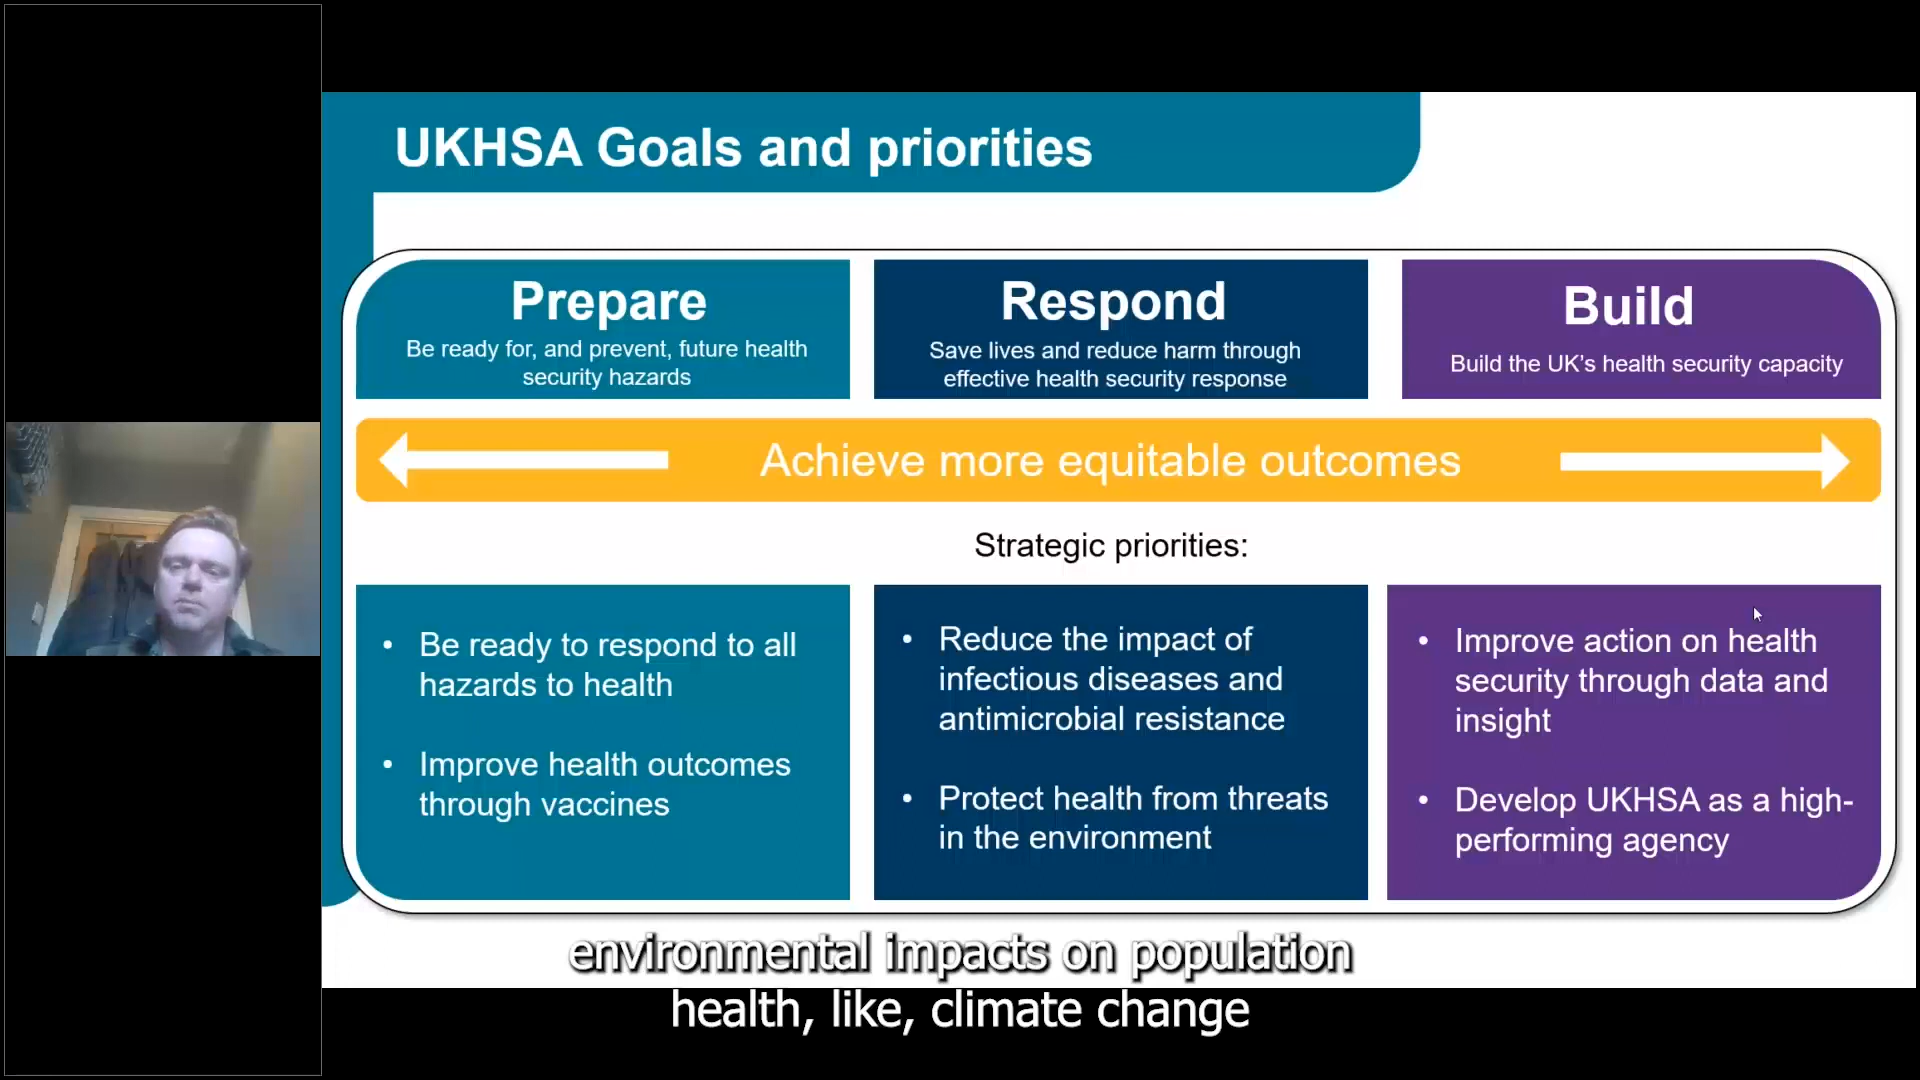 UKHSA Goals and priorities
Prepare
Be ready for, and prevent, future health
security hazards
Respond
Save lives and reduce harm through
effective health security response
Build
Build the UK’s health security capacity
Achieve more equitable outcomes
Strategic priorities:
• Be ready to respond to all
hazards to health
• Improve health outcomes
through vaccines
• Reduce the impact of
infectious diseases and
antimicrobial resistance
• Protect health from threats
in the environment
• Improve action on health
security through data and
insight
• Develop UKHSA as a high-
performing agency
environmental impacts on population
health, like, climate change